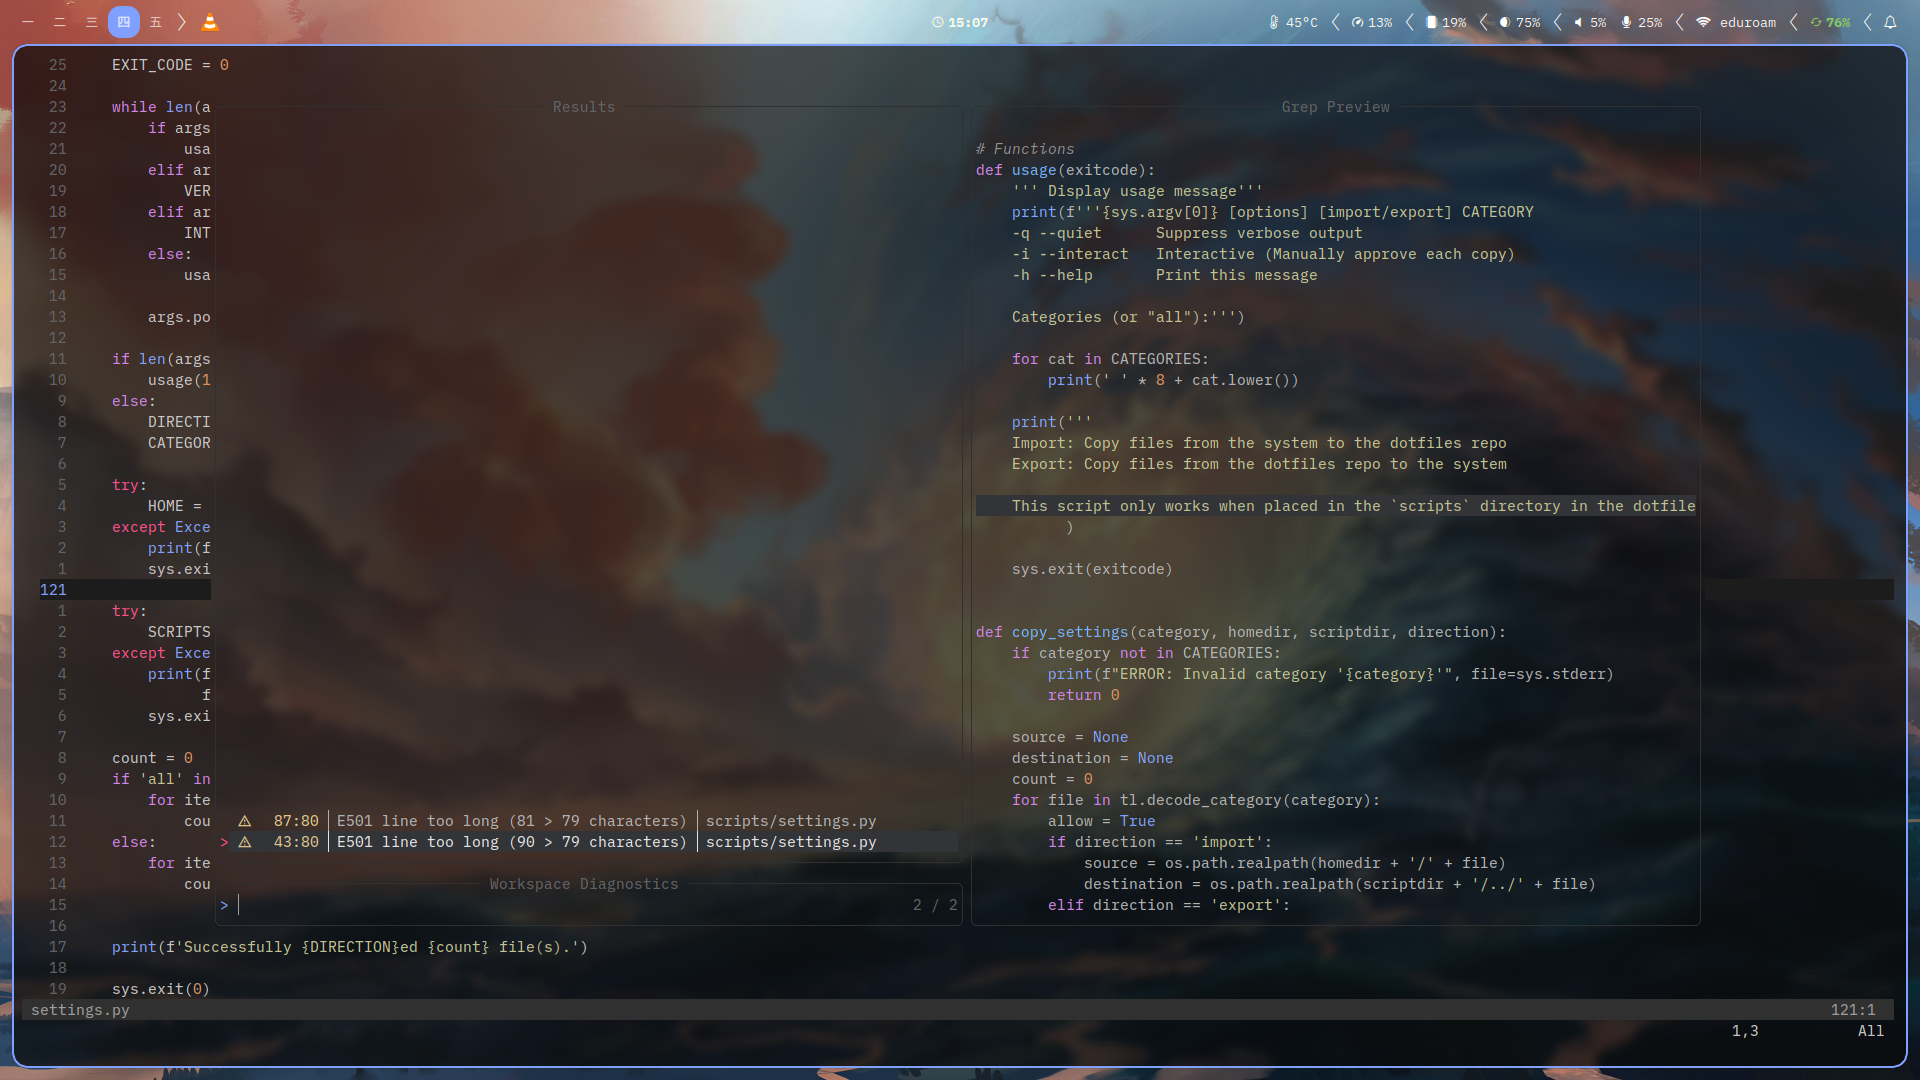 一 二 三 四 五
15:07
45°C 13% 19% 75% 5% 25% eduroam 76%
25 EXIT_CODE = 0
24
23 while len(a
22 if args
21 usa
20 elif ar
19 VER
18 elif ar
17 INT
16 else:
15 usa
14
13 args.po
12
11 if len(args
10 usage(1
9 else:
8 DIRECTI
7 CATEGOR
6
5 try:
4 HOME =
3 except Exce
2 print(f
1 sys.exi
121
1 try:
2 SCRIPTS
3 except Exce
4 print(f
5 f
6 sys.exi
7
8 count = 0
9 if 'all' in
10 for ite
11 cou
12 else:
13 for ite
14 cou
15
16
17 print(f'Successfully {DIRECTION}ed {count} file(s).')
18
19 sys.exit(0)
Results
87:80 │E501 line too long (81 > 79 characters)│scripts/settings.py
> 43:80 │E501 line too long (90 > 79 characters)│scripts/settings.py
Workspace Diagnostics
> 2 / 2
Grep Preview
# Functions
def usage(exitcode):
''' Display usage message'''
print(f'''{sys.argv[0]} [options] [import/export] CATEGORY
-q --quiet Suppress verbose output
-i --interact Interactive (Manually approve each copy)
-h --help Print this message
Categories (or "all"):''')
for cat in CATEGORIES:
print(' ' * 8 + cat.lower())
print('''
Import: Copy files from the system to the dotfiles repo
Export: Copy files from the dotfiles repo to the system
This script only works when placed in the `scripts` directory in the dotfile
)
sys.exit(exitcode)
def copy_settings(category, homedir, scriptdir, direction):
if category not in CATEGORIES:
print(f"ERROR: Invalid category '{category}'", file=sys.stderr)
return 0
source = None
destination = None
count = 0
for file in tl.decode_category(category):
allow = True
if direction == 'import':
source = os.path.realpath(homedir + '/' + file)
destination = os.path.realpath(scriptdir + '/../' + file)
elif direction == 'export':
settings.py 121:1
1,3 All